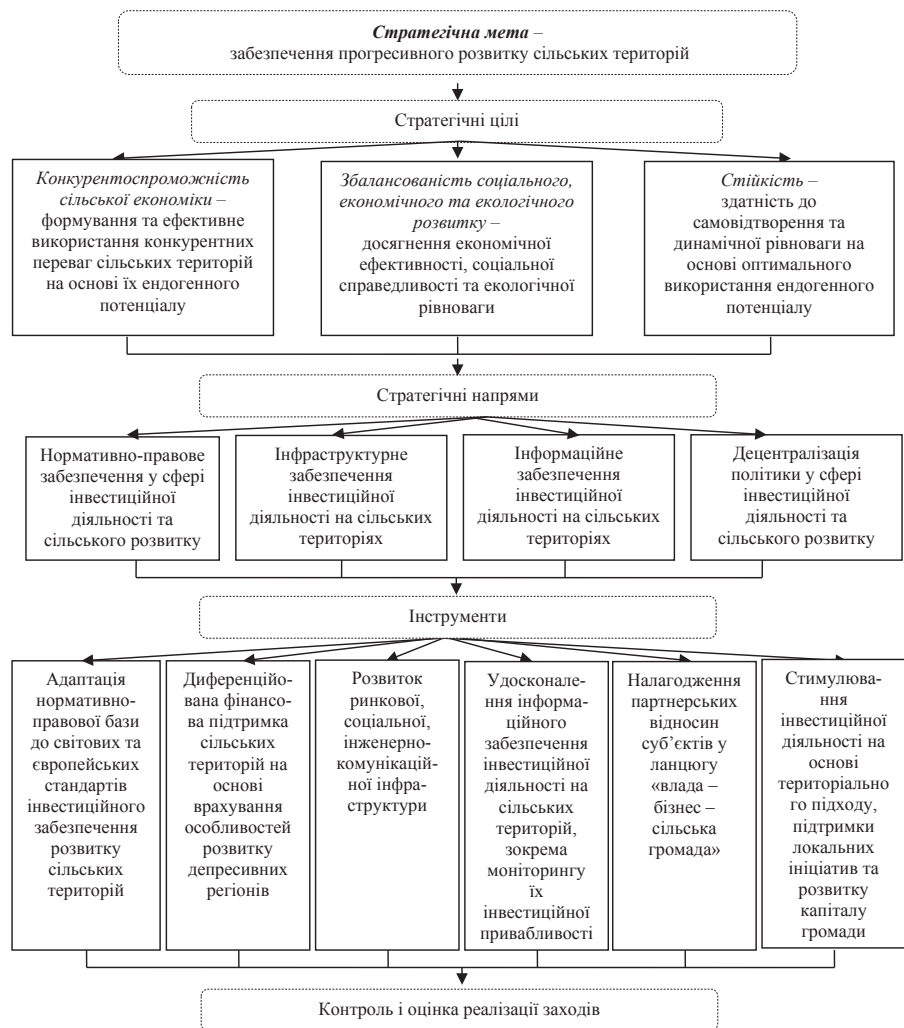 Стратегічна мета –
забезпечення прогресивного розвитку сільських територій
Стратегічні цілі
Конкурентоспроможність
сільської економіки –
формування та ефективне
використання конкурентних
переваг сільських територій
на основі їх ендогенного
потенціалу
Збалансованість соціального,
економічного та екологічного
розвитку –
досягнення економічної
ефективності, соціальної
справедливості та екологічної
рівноваги
Стійкість –
здатність до
самовідтворення та
динамічної рівноваги на
основі оптимального
використання ендогенного
потенціалу
Стратегічні напрями
Нормативно-правове
забезпечення у сфері
інвестиційної
діяльності та
сільського розвитку
Інфраструктурне
забезпечення
інвестиційної
діяльності на сільських
територіях
Інформаційне
забезпечення
інвестиційної
діяльності на сільських
територіях
Децентралізація
політики у сфері
інвестиційної
діяльності та
сільського розвитку
Інструменти
Адаптація
нормативно-
правової бази
до світових та
європейських
стандартів
інвестиційного
забезпечення
розвитку
сільських
територій
Диференційо-
вана фінансо-
ва підтримка
сільських
територій на
основі
врахування
особливостей
розвитку
депресивних
регіонів
Розвиток
ринкової,
соціальної,
інженерно-
комунікацій-
ної інфра-
структури
Удосконале-
ння інформа-
ційного
забезпечення
інвестиційної
діяльності на
сільських
територій,
зокрема
моніторингу
їх
інвестиційної
привабливості
Налагодження
партнерських
відносин
суб’єктів у
ланцюгу
«влада –
бізнес –
сільська
громада»
Стимулюва-
ння
інвестиційної
діяльності на
основі
територіально
го підходу,
підтримки
локальних
ініціатив та
розвитку
капіталу
громади
Контроль і оцінка реалізації заходів